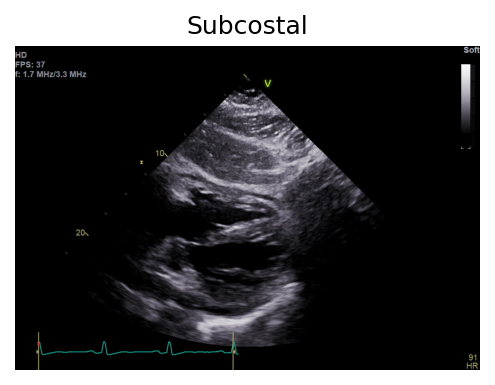 Subcostal
HD
FPS: 37
f: 1.7 MHz/3.3 MHz
Soft
V
10
20
91
HR